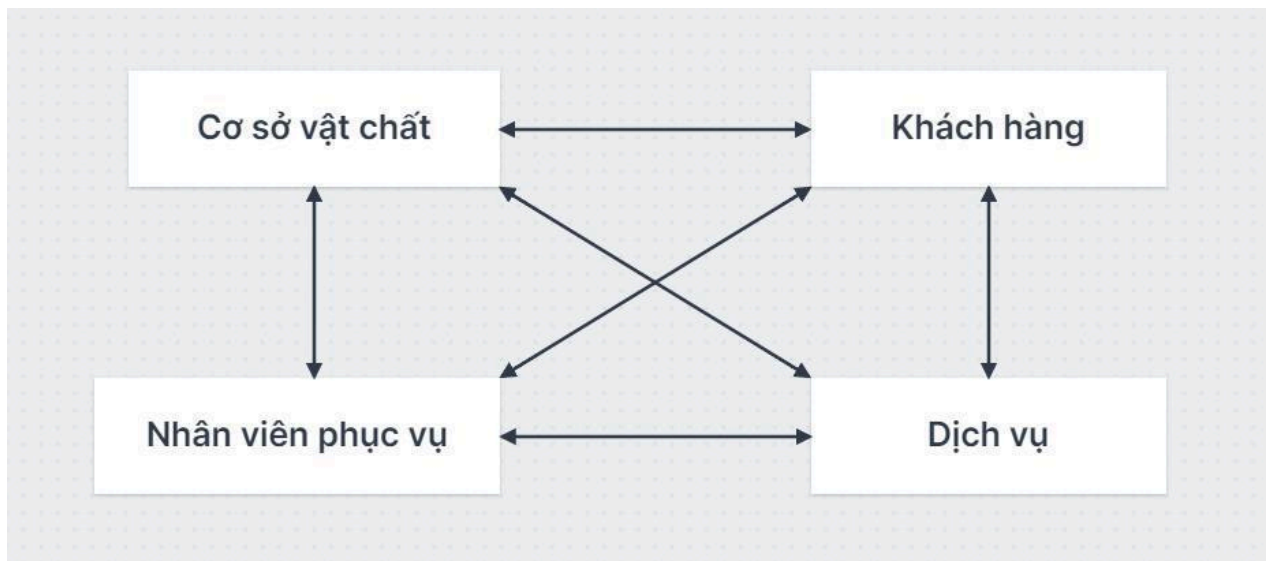 Cơ sở vật chất
Khách hàng
Nhân viên phục vụ
Dịch vụ